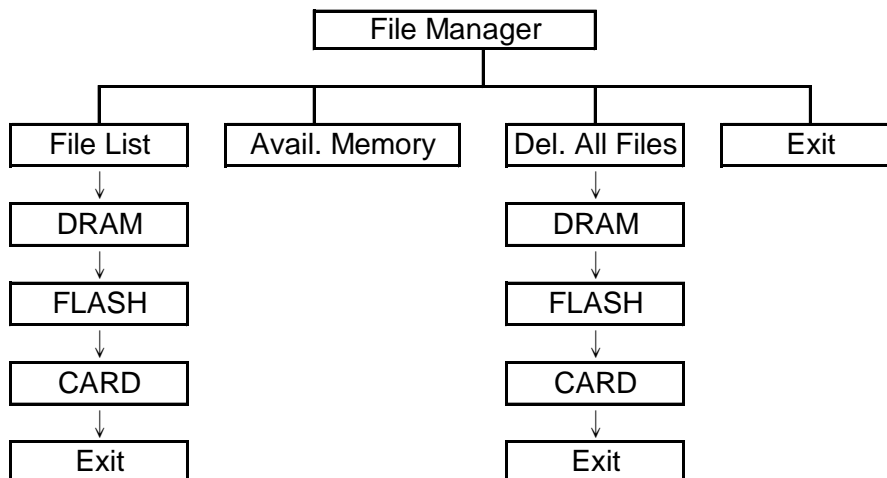 File Manager
File List
Avail. Memory
Del. All Files
Exit
DRAM
DRAM
FLASH
FLASH
CARD
CARD
Exit
Exit